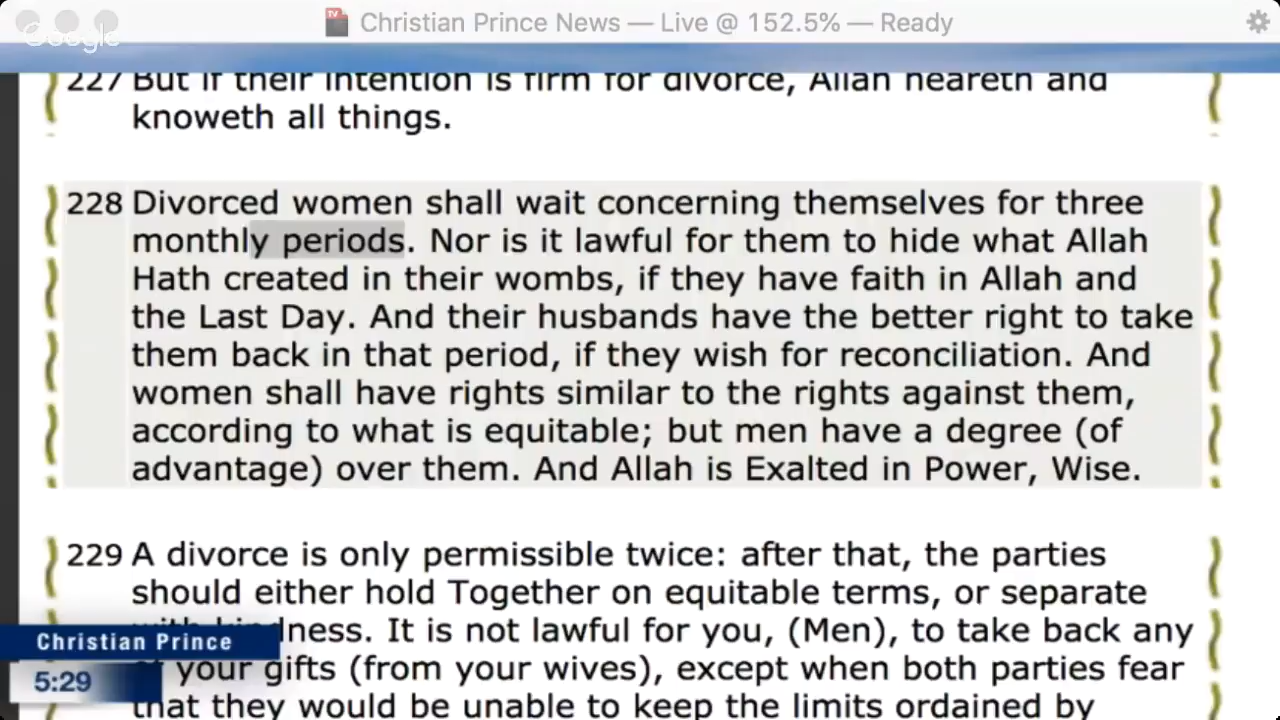 Christian Prince News — Live @ 152.5% — Ready
Google
227 But if their intention is firm for divorce, Allah heareth and
knoweth all things.
228 Divorced women shall wait concerning themselves for three
monthly periods. Nor is it lawful for them to hide what Allah
Hath created in their wombs, if they have faith in Allah and
the Last Day. And their husbands have the better right to take
them back in that period, if they wish for reconciliation. And
women shall have rights similar to the rights against them,
according to what is equitable; but men have a degree (of
advantage) over them. And Allah is Exalted in Power, Wise.
229 A divorce is only permissible twice: after that, the parties
should either hold Together on equitable terms, or separate
with kindness. It is not lawful for you, (Men), to take back any
of your gifts (from your wives), except when both parties fear
that they would be unable to keep the limits ordained by
Christian Prince
5:29